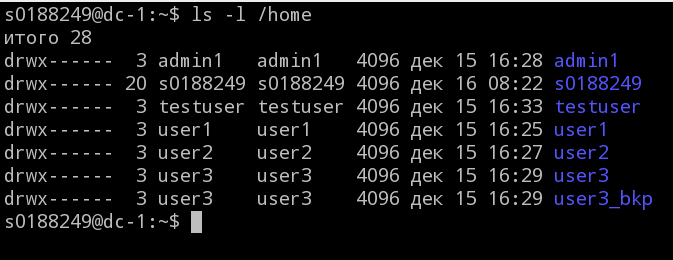 s0188249@dc-1:~$ ls -l /home
итого 28
drwx------  3 admin1   admin1   4096 дек 15 16:28 admin1
drwx------ 20 s0188249 s0188249 4096 дек 16 08:22 s0188249
drwx------  3 testuser testuser 4096 дек 15 16:33 testuser
drwx------  3 user1    user1    4096 дек 15 16:25 user1
drwx------  3 user2    user2    4096 дек 15 16:27 user2
drwx------  3 user3    user3    4096 дек 15 16:29 user3
drwx------  3 user3    user3    4096 дек 15 16:29 user3_bkp
s0188249@dc-1:~$